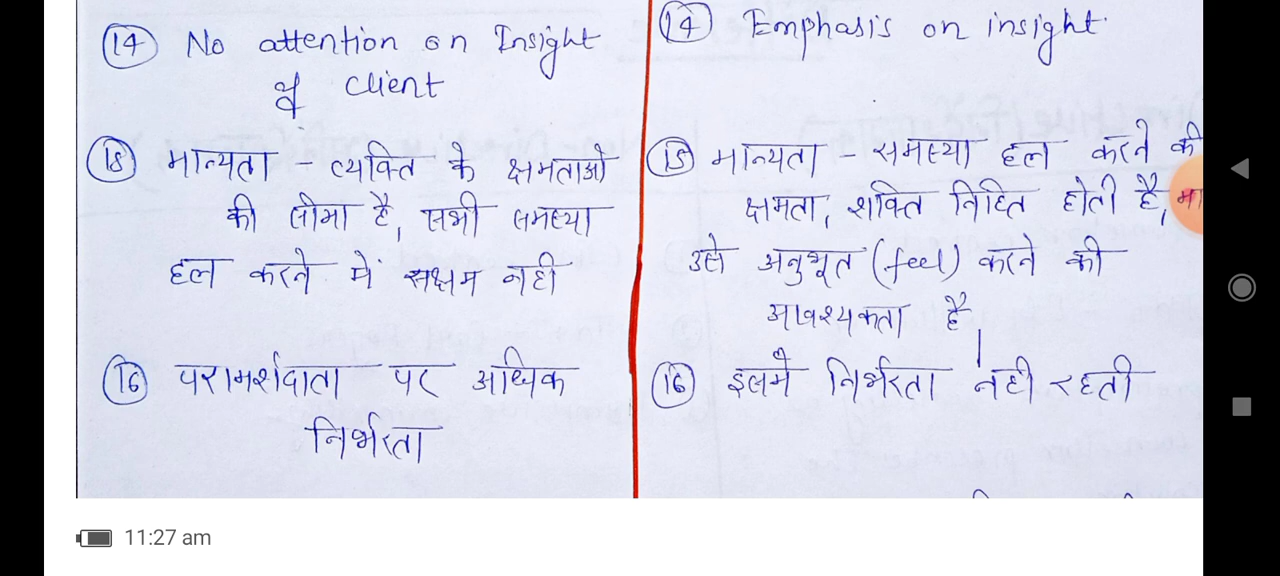 (14) No attention on Insight
of client
(18) मान्यता - व्यक्ति के क्षमताओ
की सीमा है, सभी समस्या
हल करने में सक्षम नही
(16) परामर्शदाता पर अधिक
निर्भरता
(14) Emphasis on insight.
(15) मान्यता - समस्या हल करने की
क्षमता, शक्ति निहित होती है,
उसे अनुभूत (feel) करने की
आवश्यकता है
(16) इसमें निर्भरता नही रहती
11:27 am